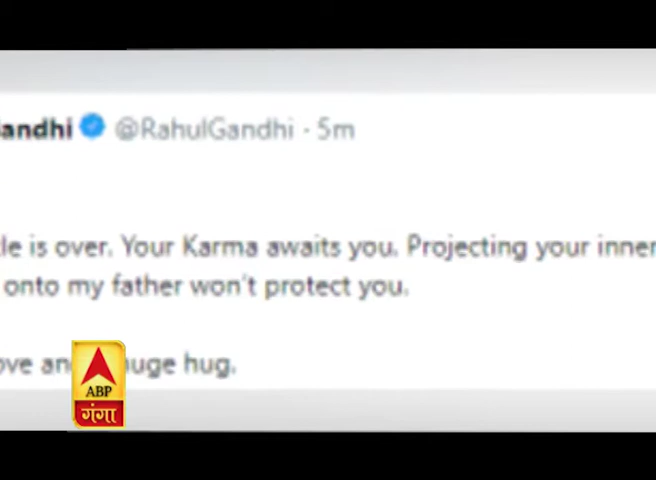 andhi @RahulGandhi · 5m
le is over. Your Karma awaits you. Projecting your inner
onto my father won't protect you.
ove an huge hug.
ABP
गंगा